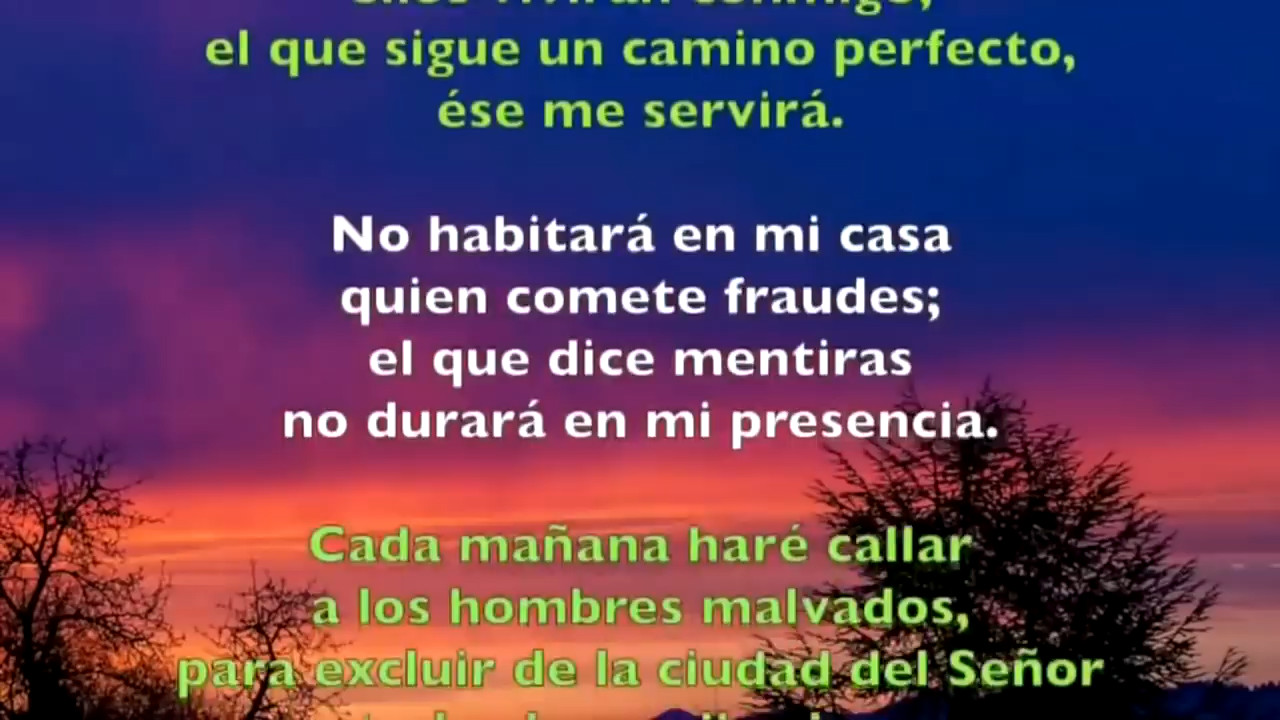 el que sigue un camino perfecto,
ése me servirá.
No habitará en mi casa
quien comete fraudes;
el que dice mentiras
no durará en mi presencia.
Cada mañana haré callar
a los hombres malvados,
para excluir de la ciudad del Señor